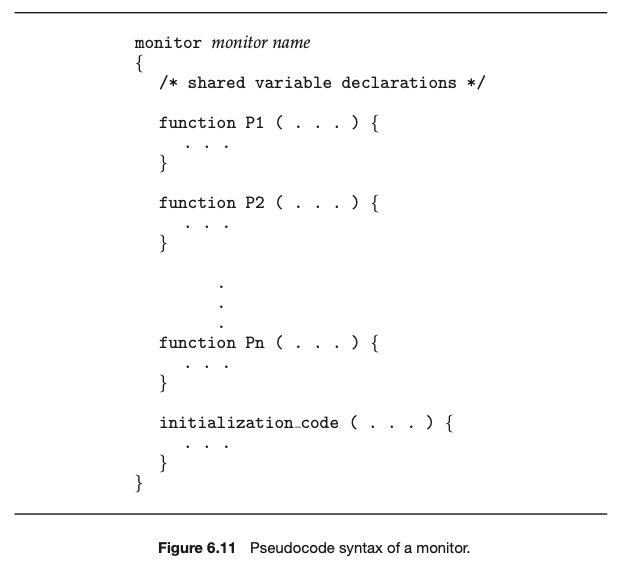 monitor monitor name
{
/* shared variable declarations */
function P1 ( . . . ) {
. . .
}
function P2 ( . . . ) {
. . .
}
.
.
.
function Pn ( . . . ) {
. . .
}
initialization_code ( . . . ) {
. . .
}
}
Figure 6.11 Pseudocode syntax of a monitor.